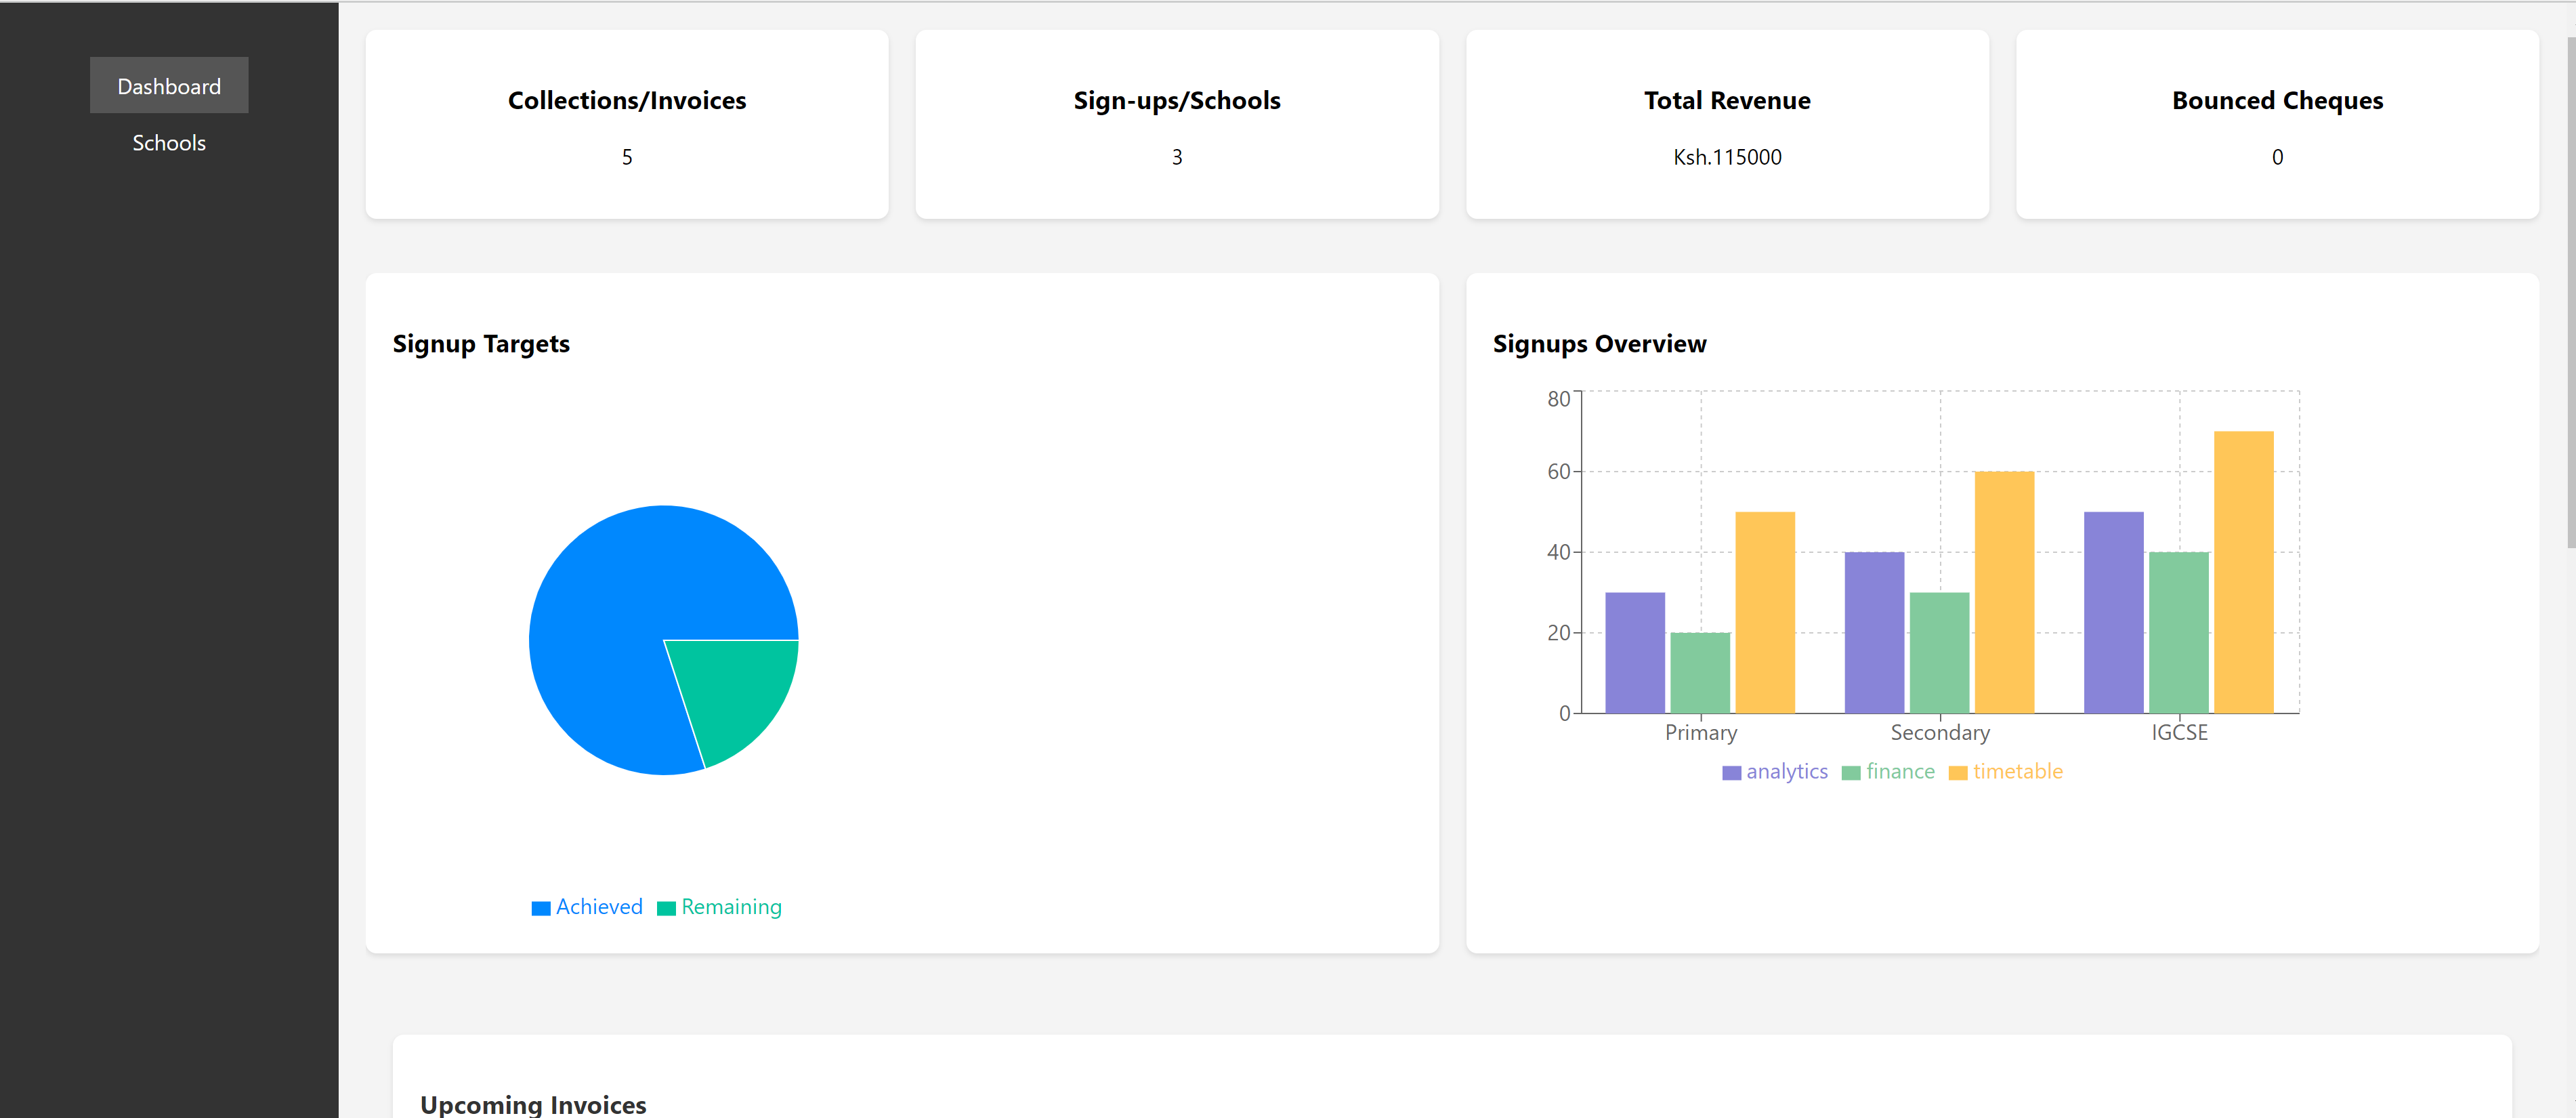 Dashboard
Schools
Collections/Invoices
5
Sign-ups/Schools
3
Total Revenue
Ksh.115000
Bounced Cheques
0
Signup Targets
Achieved Remaining
Signups Overview
80
60
40
20
0
Primary Secondary IGCSE
analytics finance timetable
Upcoming Invoices